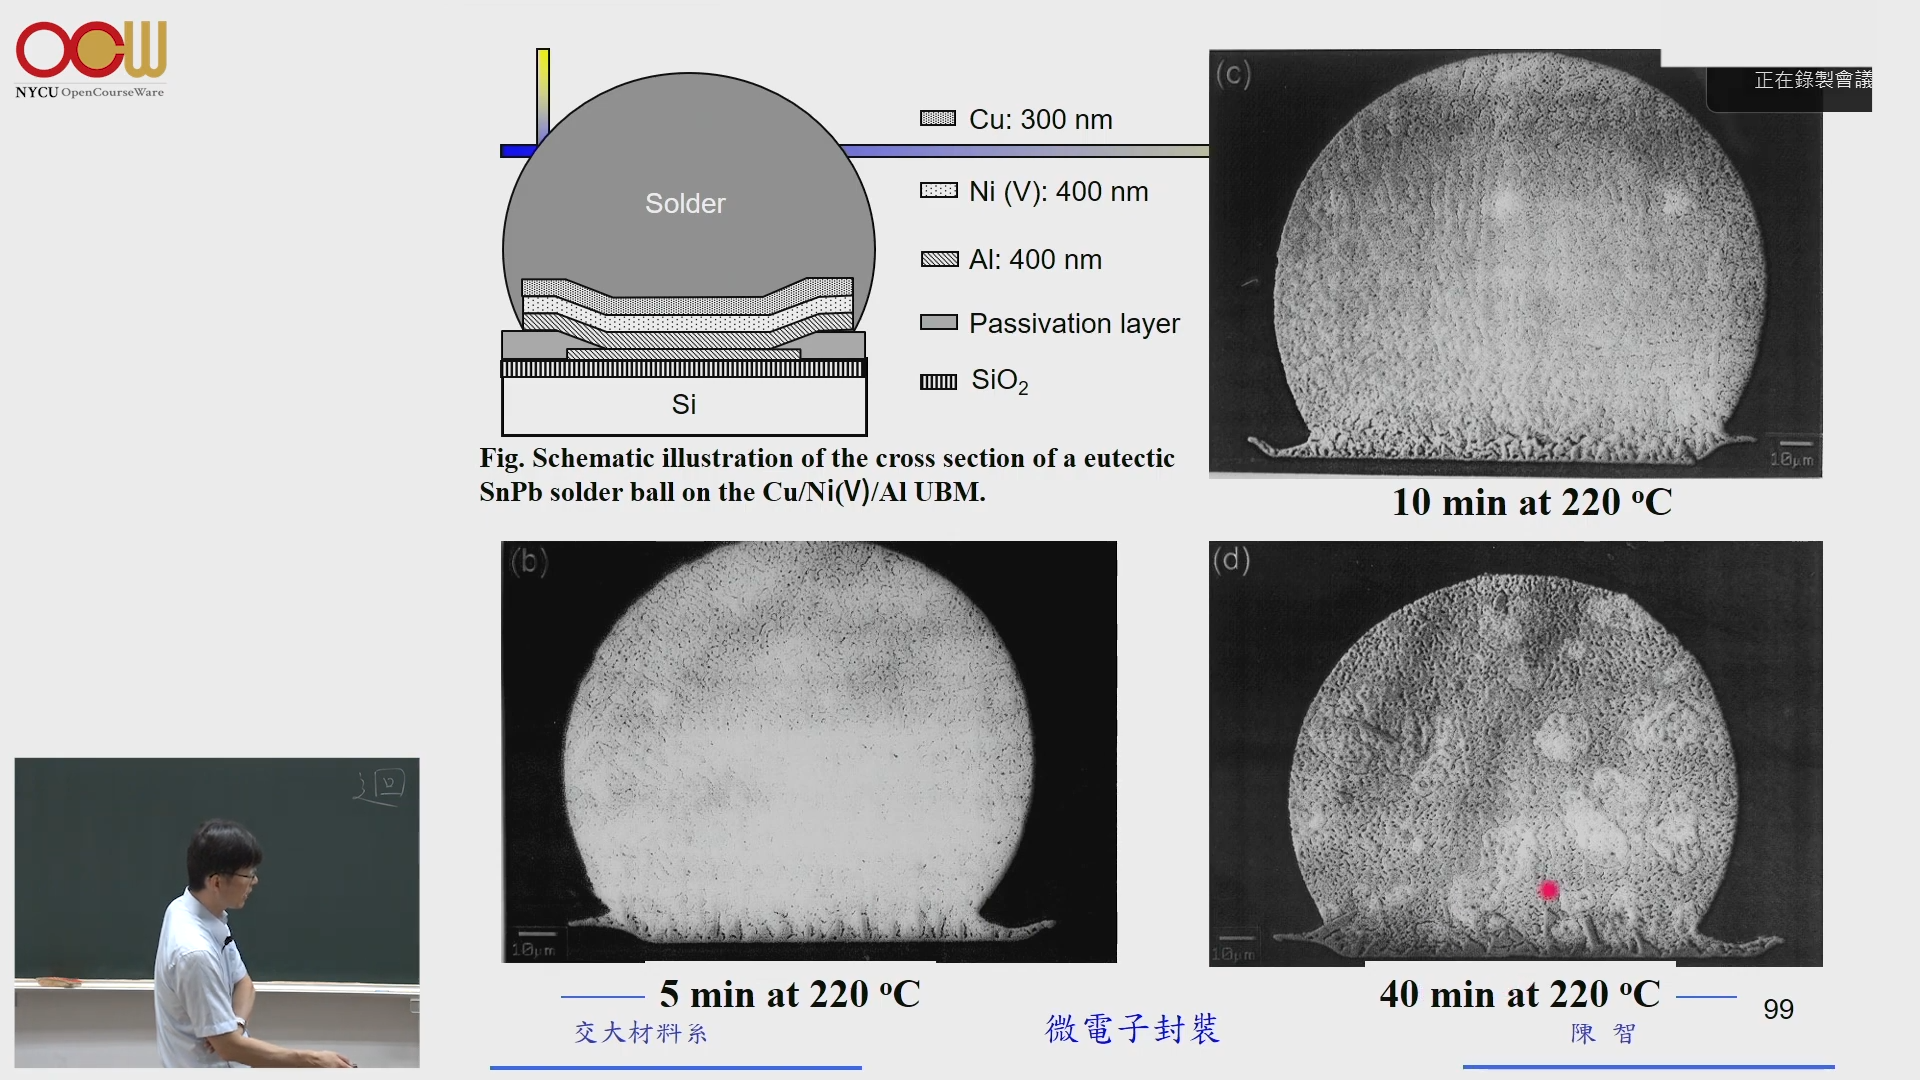 OCW
NYCU OpenCourseWare
Solder
Si
Cu: 300 nm
Ni (V): 400 nm
Al: 400 nm
Passivation layer
SiO2
Fig. Schematic illustration of the cross section of a eutectic
SnPb solder ball on the Cu/Ni(V)/Al UBM.
(c)
正在錄製會議
10μm
10 min at 220 °C
(b)
10μm
5 min at 220 °C
(d)
10μm
40 min at 220 °C
迴
交大材料系
微電子封裝
陳 智
99